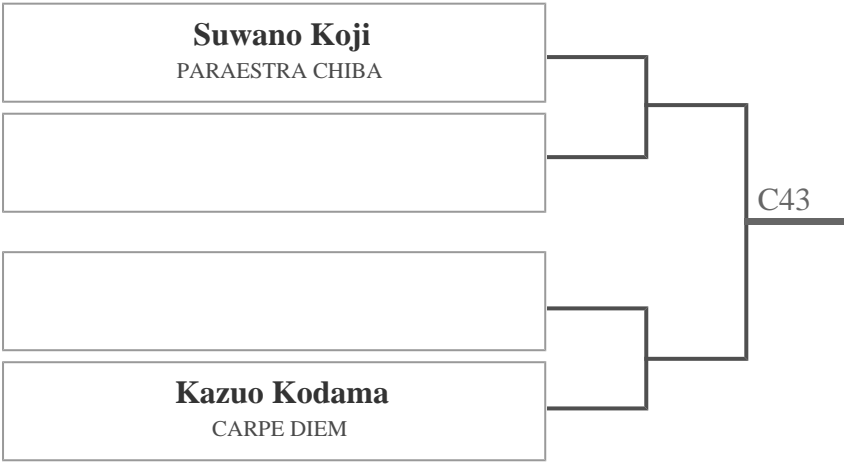 Suwano Koji
PARAESTRA CHIBA
C43
Kazuo Kodama
CARPE DIEM